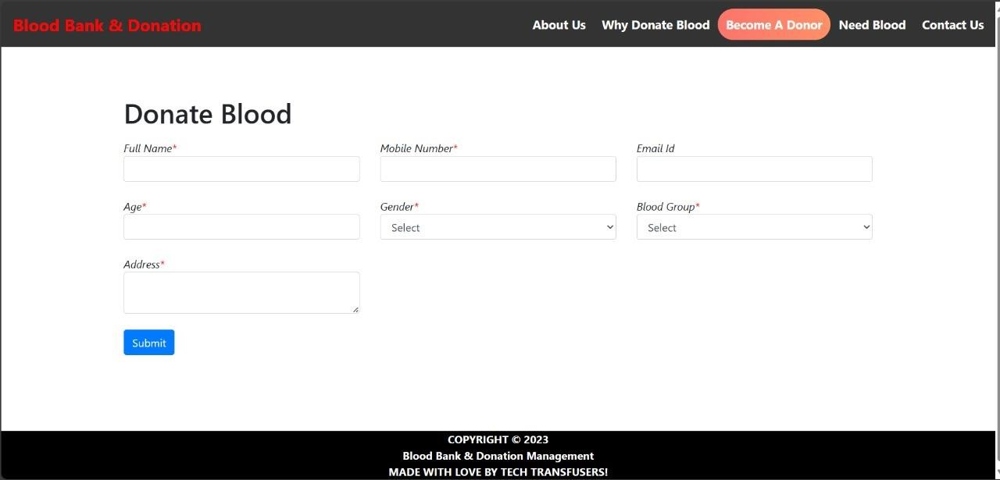 Blood Bank & Donation
About Us Why Donate Blood Become A Donor Need Blood Contact Us
Donate Blood
Full Name* Mobile Number* Email Id
Age* Gender* Blood Group*
Select Select
Address*
Submit
COPYRIGHT © 2023
Blood Bank & Donation Management
MADE WITH LOVE BY TECH TRANSFUSERS!